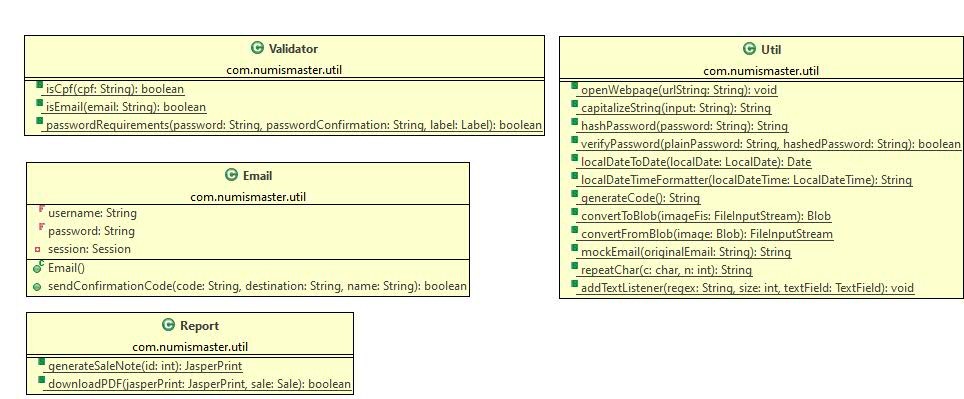 Validator
com.numismaster.util
isCpf(cpf: String): boolean
isEmail(email: String): boolean
passwordRequirements(password: String, passwordConfirmation: String, label: Label): boolean
Email
com.numismaster.util
username: String
password: String
session: Session
Email()
sendConfirmationCode(code: String, destination: String, name: String): boolean
Report
com.numismaster.util
generateSaleNote(id: int): JasperPrint
downloadPDF(jasperPrint: JasperPrint, sale: Sale): boolean
Util
com.numismaster.util
openWebpage(urlString: String): void
capitalizeString(input: String): String
hashPassword(password: String): String
verifyPassword(plainPassword: String, hashedPassword: String): boolean
localDateToDate(localDate: LocalDate): Date
localDateTimeFormatter(localDateTime: LocalDateTime): String
generateCode(): String
convertToBlob(imageFis: FileInputStream): Blob
convertFromBlob(image: Blob): FileInputStream
mockEmail(originalEmail: String): String
repeatChar(c: char, n: int): String
addTextListener(regex: String, size: int, textField: TextField): void